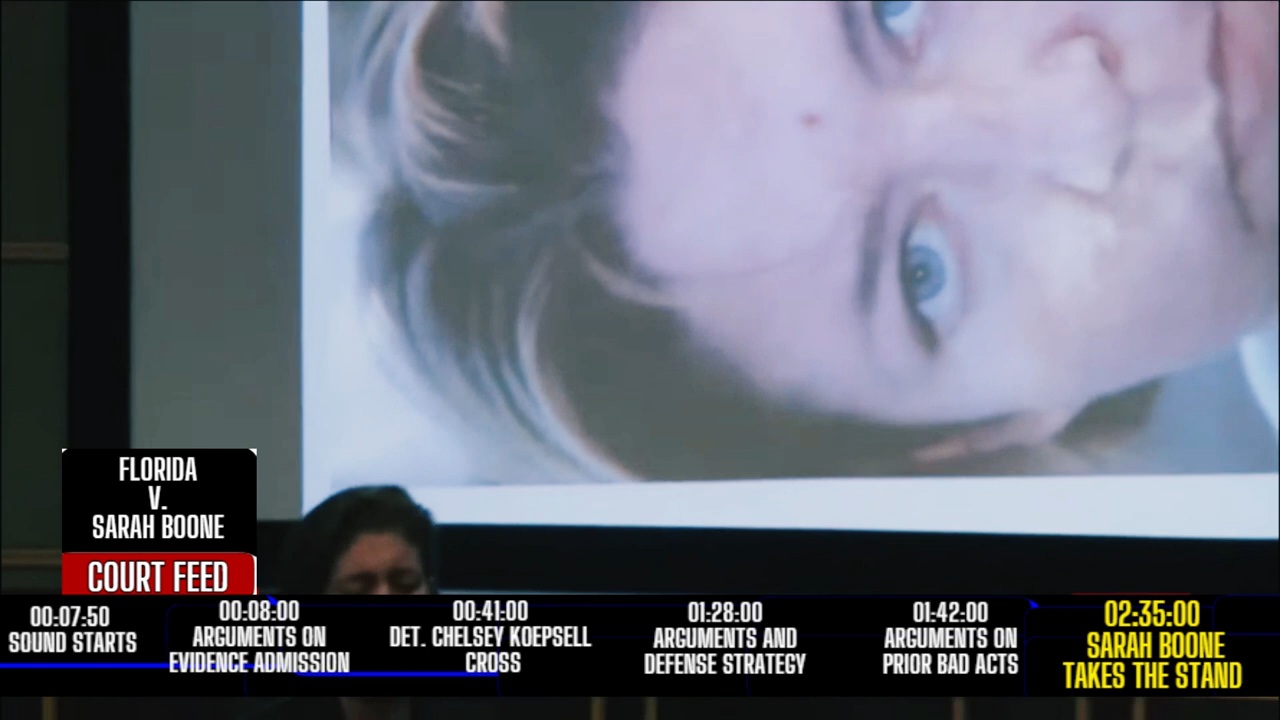 FLORIDA
V.
SARAH BOONE
COURT FEED
00:07:50
SOUND STARTS
00:08:00
ARGUMENTS ON
EVIDENCE ADMISSION
00:41:00
DET. CHELSEY KOEPSELL
CROSS
01:28:00
ARGUMENTS AND
DEFENSE STRATEGY
01:42:00
ARGUMENTS ON
PRIOR BAD ACTS
02:35:00
SARAH BOONE
TAKES THE STAND